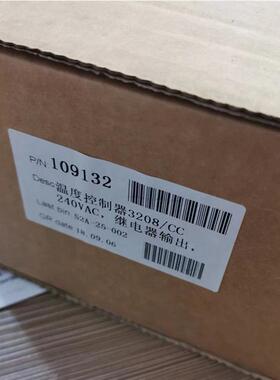 P/N 109132
Desc 温度控制器3208/CC
240VAC, 继电器输出,
Last bin S2A-25-002
GR date 18.09.06